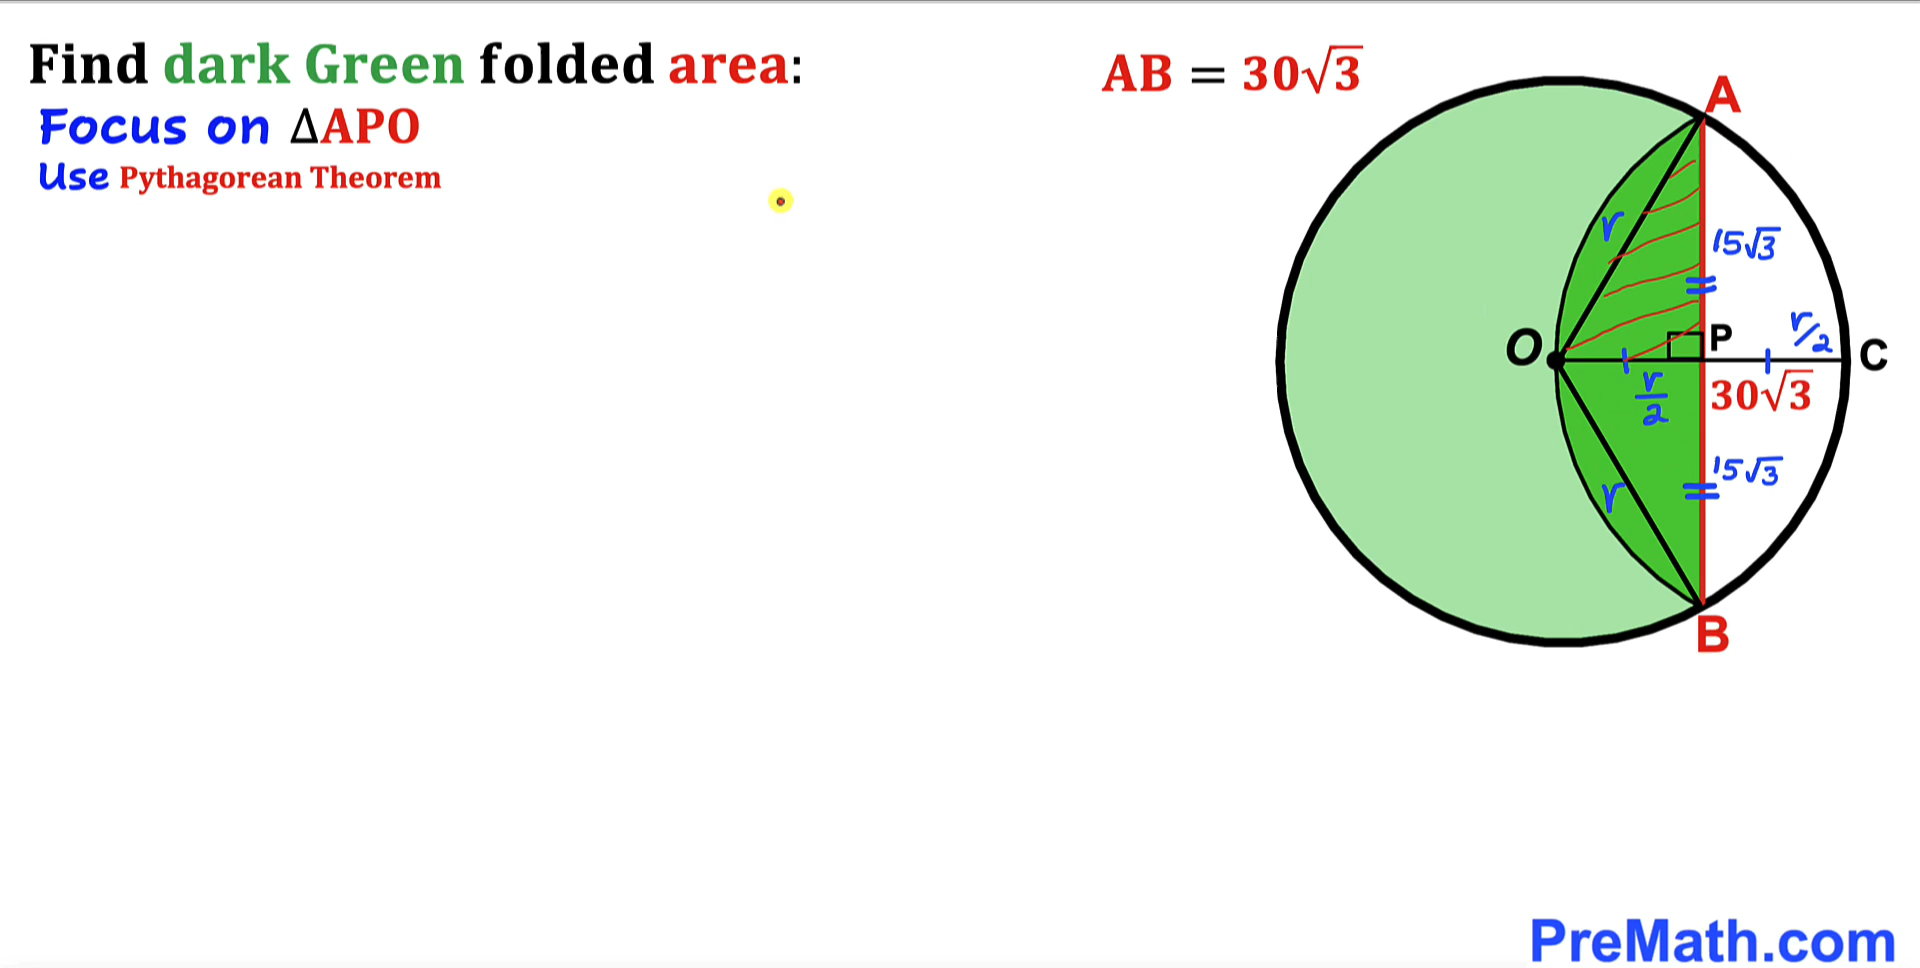 Find dark Green folded area:
AB = 30√3
Focus on ΔAPO
Use Pythagorean Theorem
A
r
15√3
O
P
r/2
C
r/2
30√3
15√3
r
B
PreMath.com